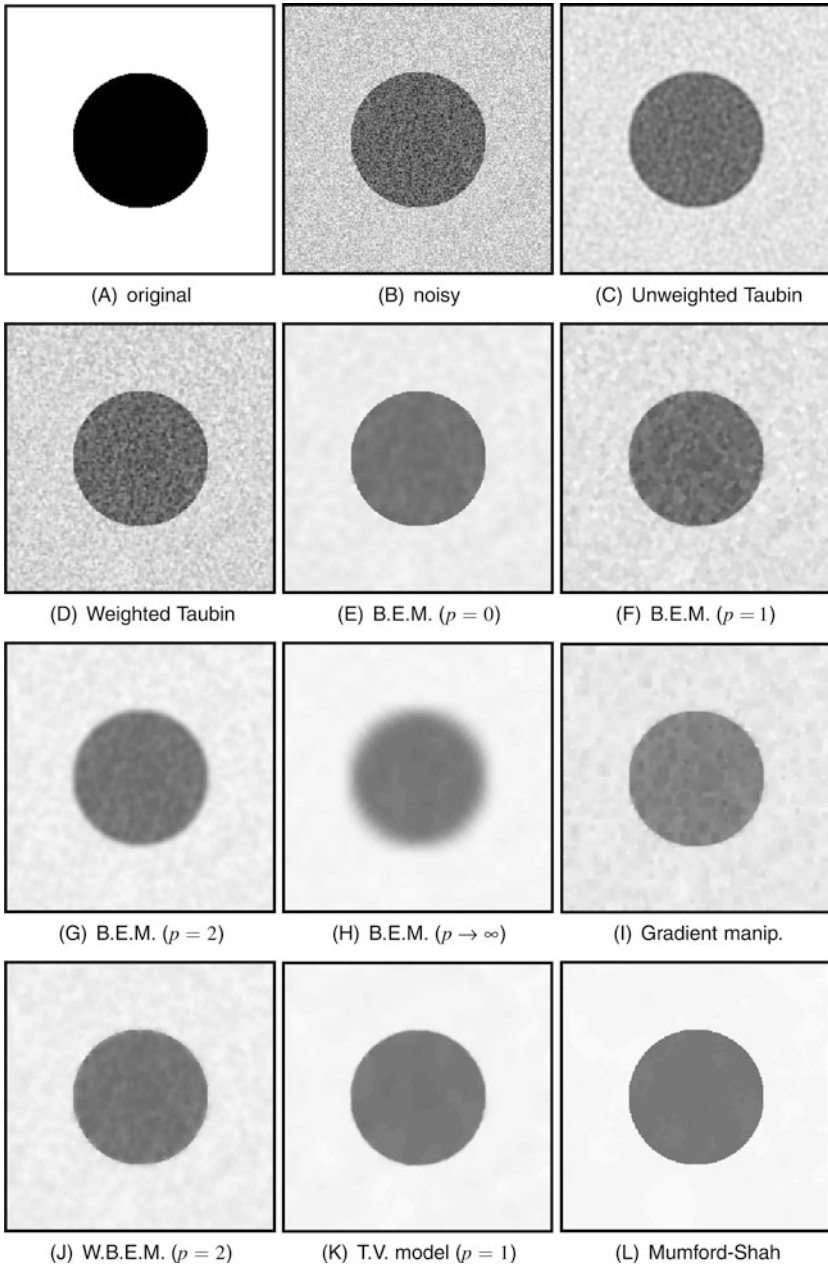 (A) original
(B) noisy
(C) Unweighted Taubin
(D) Weighted Taubin
(E) B.E.M. (p = 0)
(F) B.E.M. (p = 1)
(G) B.E.M. (p = 2)
(H) B.E.M. (p → ∞)
(I) Gradient manip.
(J) W.B.E.M. (p = 2)
(K) T.V. model (p = 1)
(L) Mumford-Shah